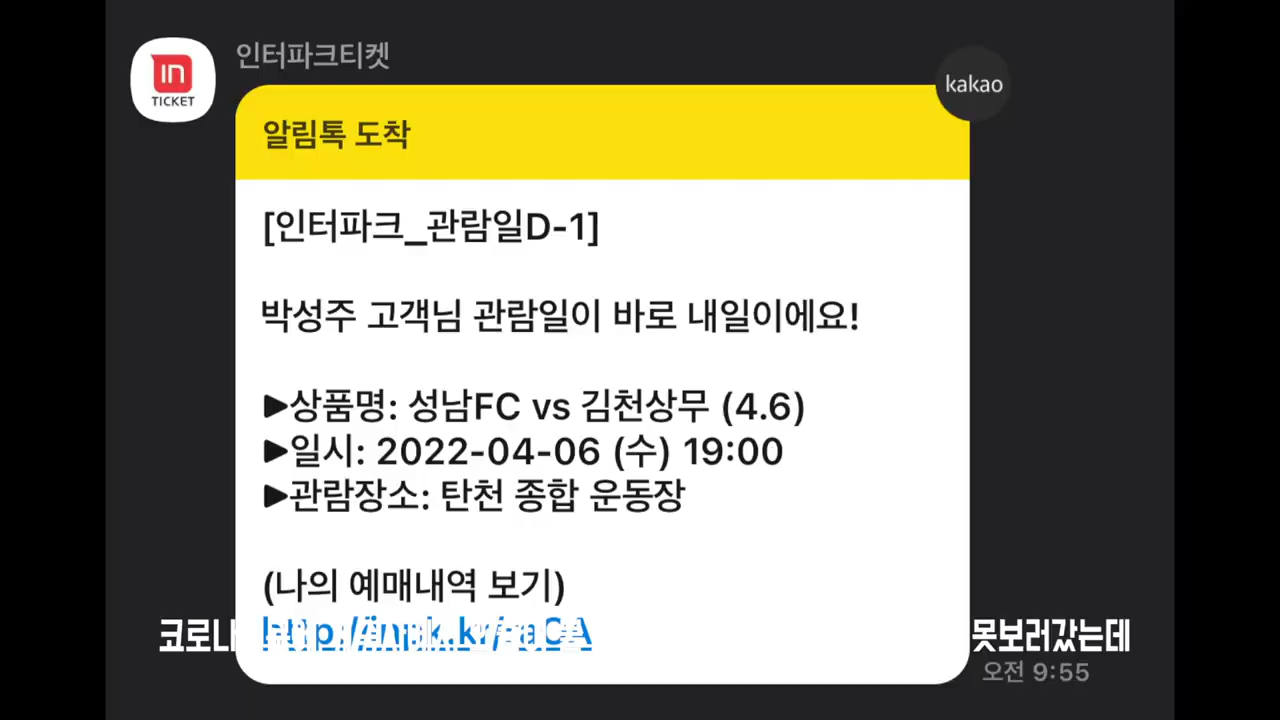 인터파크티켓
IN
TICKET
kakao
알림톡 도착
[인터파크_관람일D-1]
박성주 고객님 관람일이 바로 내일이에요!
▶상품명: 성남FC vs 김천상무 (4.6)
▶일시: 2022-04-06 (수) 19:00
▶관람장소: 탄천 종합 운동장
(나의 예매내역 보기)
코로나 못보러갔는데
오전 9:55